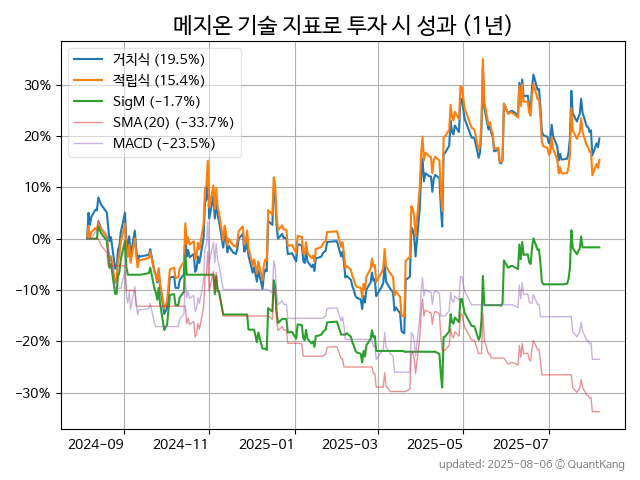 메지온 기술 지표로 투자 시 성과 (1년)
거치식 (19.5%)
적립식 (15.4%)
SigM (−1.7%)
SMA(20) (−33.7%)
MACD (−23.5%)
30%
20%
10%
0%
−10%
−20%
−30%
2024-09 2024-11 2025-01 2025-03 2025-05 2025-07
updated: 2025-08-06 © QuantKang